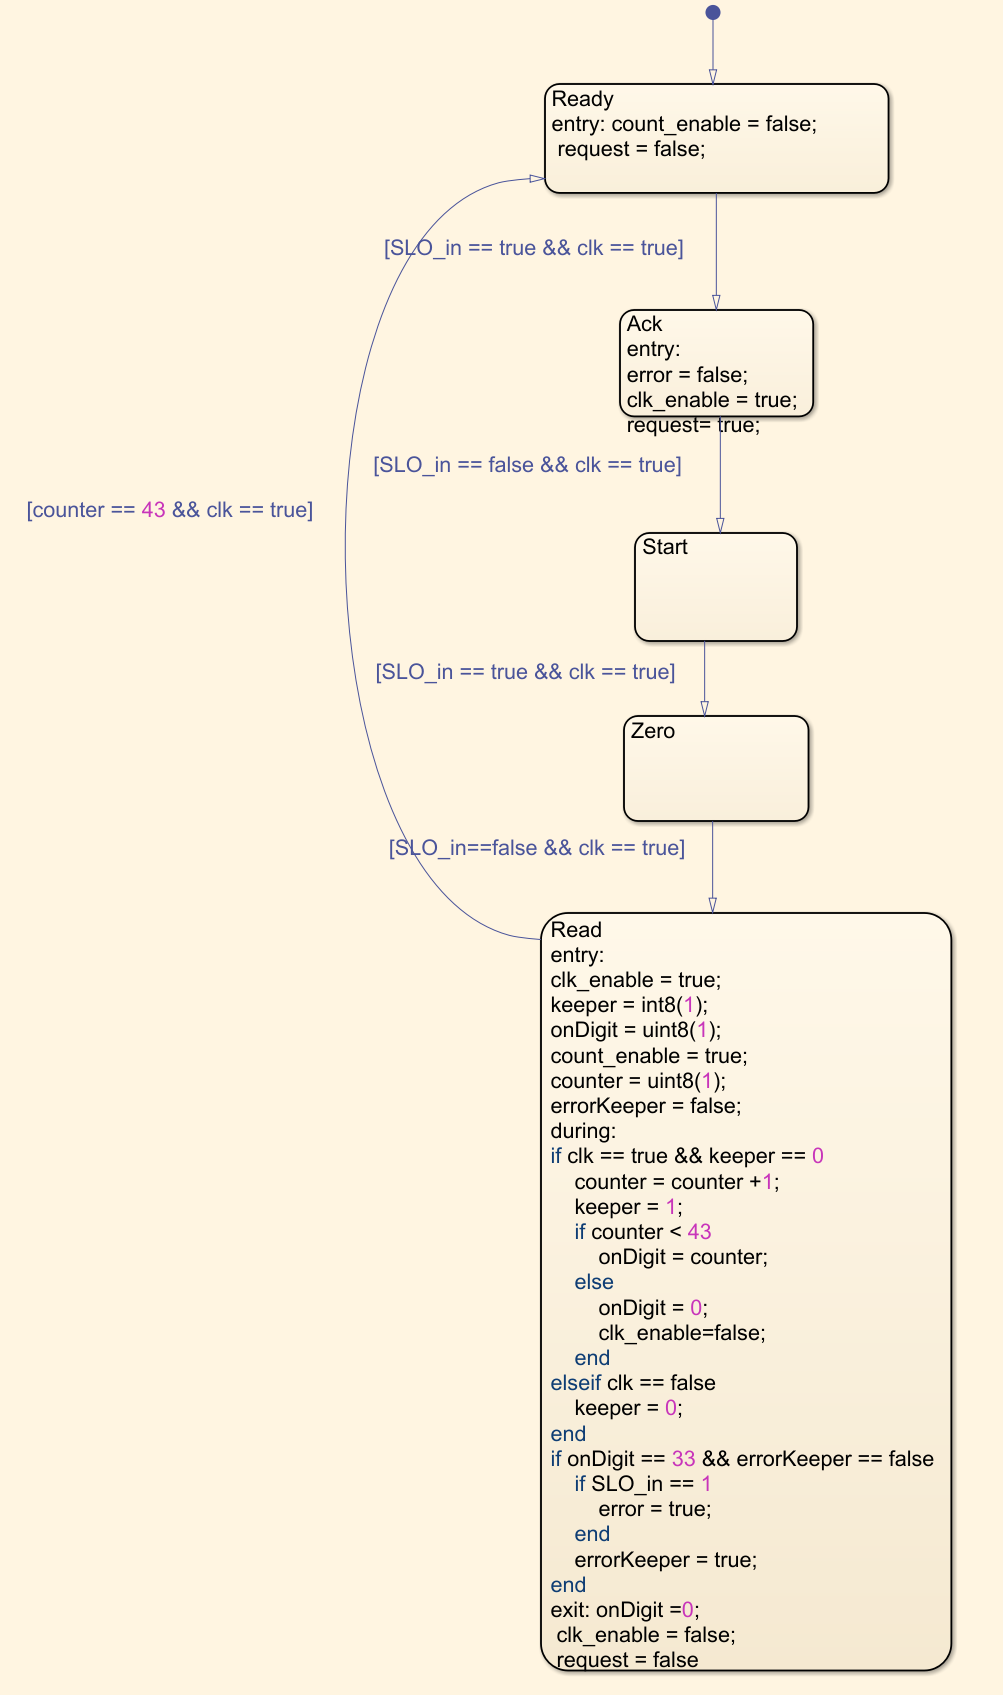 Ready
entry: count_enable = false;
request = false;
[SLO_in == true && clk == true]
Ack
entry:
error = false;
clk_enable = true;
request= true;
[SLO_in == false && clk == true]
[counter == 43 && clk == true]
Start
[SLO_in == true && clk == true]
Zero
[SLO_in==false && clk == true]
Read
entry:
clk_enable = true;
keeper = int8(1);
onDigit = uint8(1);
count_enable = true;
counter = uint8(1);
errorKeeper = false;
during:
if clk == true && keeper == 0
counter = counter +1;
keeper = 1;
if counter < 43
onDigit = counter;
else
onDigit = 0;
clk_enable=false;
end
elseif clk == false
keeper = 0;
end
if onDigit == 33 && errorKeeper == false
if SLO_in == 1
error = true;
end
errorKeeper = true;
end
exit: onDigit =0;
clk_enable = false;
request = false